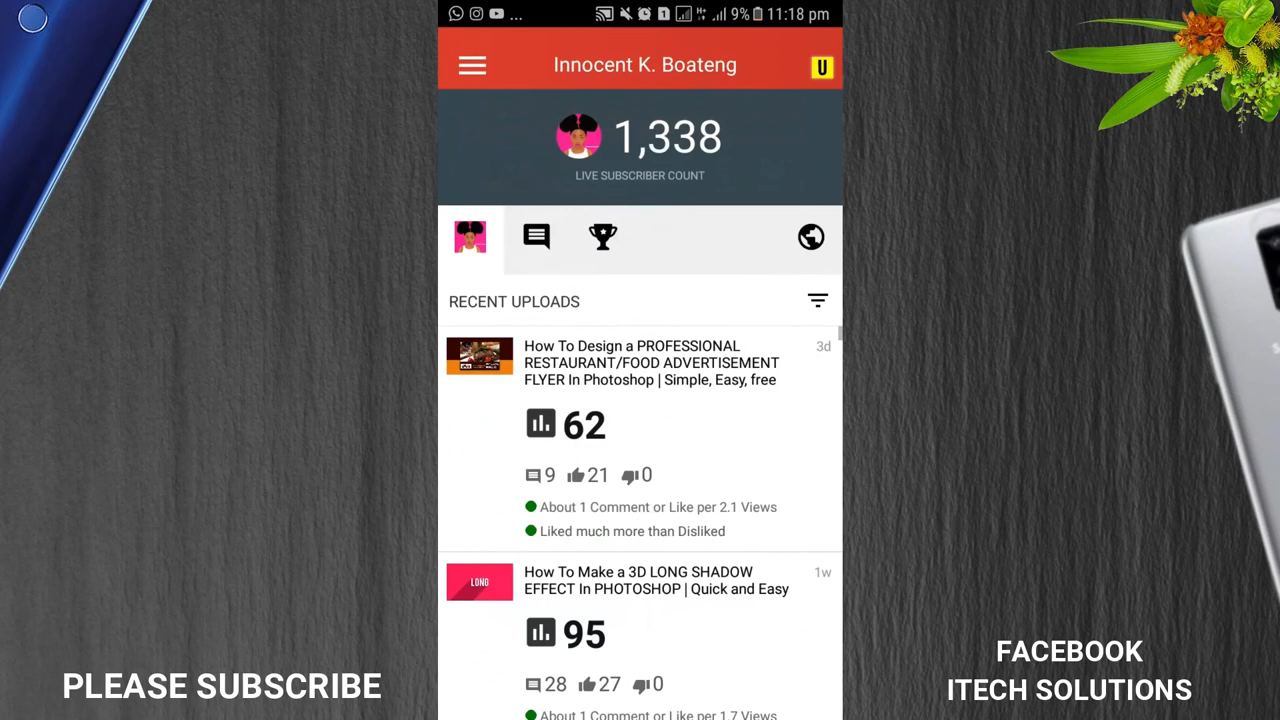 ... 1 H+ 9% 11:18 pm
Innocent K. Boateng
U
1,338
LIVE SUBSCRIBER COUNT
RECENT UPLOADS
How To Design a PROFESSIONAL 3d
RESTAURANT/FOOD ADVERTISEMENT
FLYER In Photoshop | Simple, Easy, free
62
9 21 0
About 1 Comment or Like per 2.1 Views
Liked much more than Disliked
LONG
How To Make a 3D LONG SHADOW 1w
EFFECT In PHOTOSHOP | Quick and Easy
95
28 27 0
About 1 Comment or Like per 1.7 Views
PLEASE SUBSCRIBE
FACEBOOK
ITECH SOLUTIONS